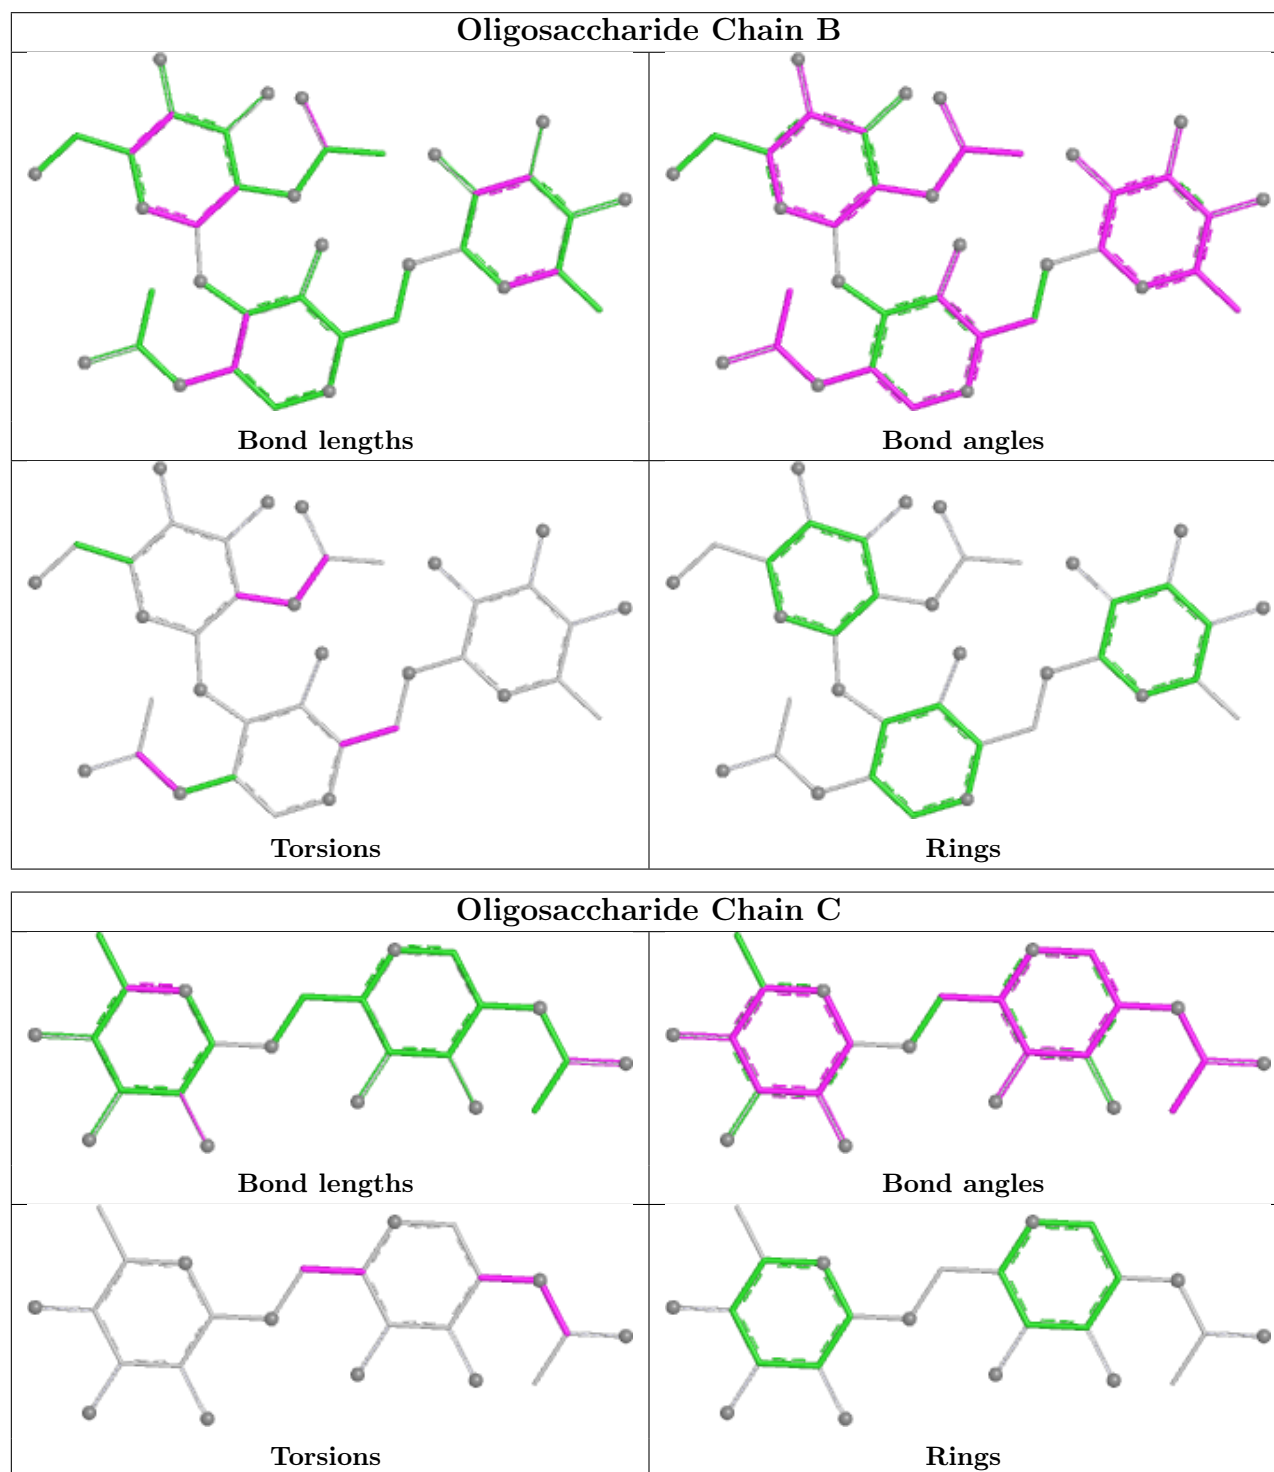 Oligosaccharide Chain B
Bond lengths
Bond angles
Torsions
Rings
Oligosaccharide Chain C
Bond lengths
Bond angles
Torsions
Rings